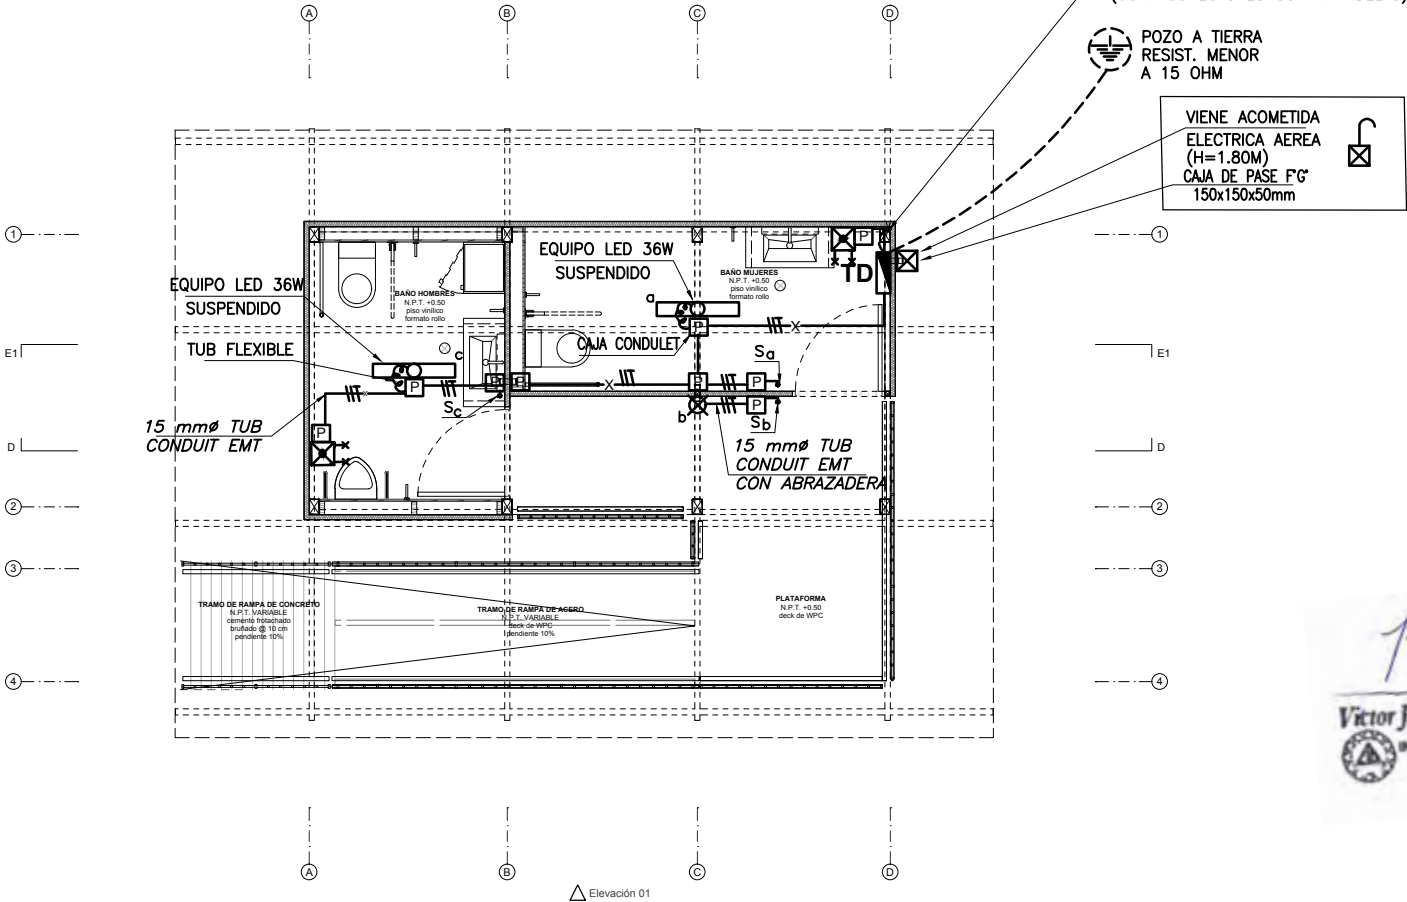 A
B
C
D
POZO A TIERRA
RESIST. MENOR
A 15 OHM
VIENE ACOMETIDA
ELECTRICA AEREA
(H=1.80M)
CAJA DE PASE F°G°
150x150x50mm
1
1
EQUIPO LED 36W
SUSPENDIDO
BAÑO MUJERES
N.P.T. +0.50
piso vinílico
formato rollo
P
TD
EQUIPO LED 36W
SUSPENDIDO
BAÑO HOMBRES
N.P.T. +0.50
piso vinílico
formato rollo
a
P
X
CAJA CONDULET
TUB FLEXIBLE
E1
E1
c
Sa
P
P
P
X
P
P
Sc
b
P
Sb
15 mmø TUB
CONDUIT EMT
P
15 mmø TUB
CONDUIT EMT
CON ABRAZADERA
D
D
2
2
3
3
TRAMO DE RAMPA DE CONCRETO
N.P.T. VARIABLE
cemento frotachado
bruñado @ 10 cm
pendiente 10%
TRAMO DE RAMPA DE ACERO
N.P.T. VARIABLE
deck de WPC
pendiente 10%
PLATAFORMA
N.P.T. +0.50
deck de WPC
4
4
Victor
A
B
C
D
Elevación 01